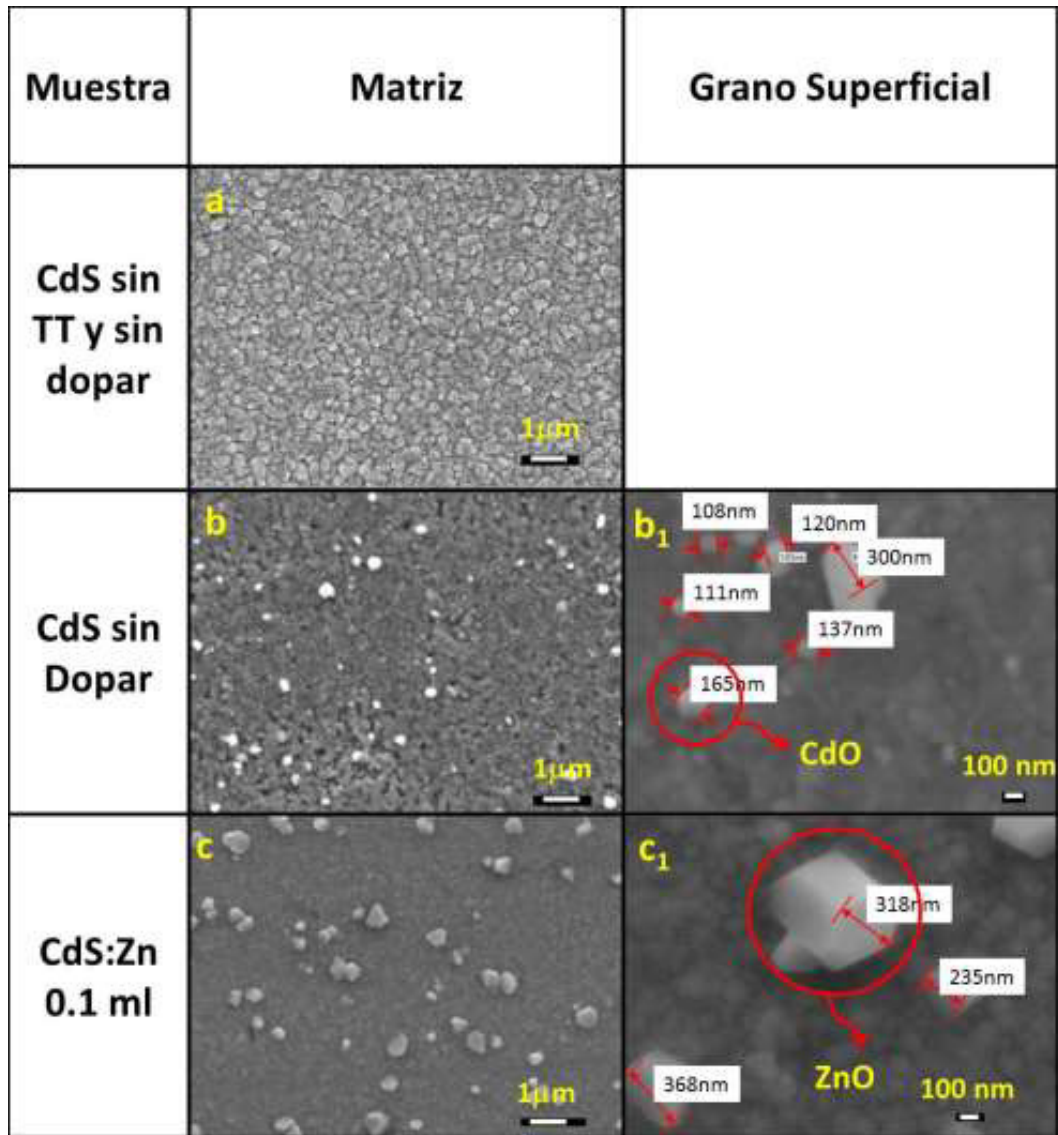 Muestra
Matriz
Grano Superficial
CdS sin
TT y sin
dopar
a
1μm
CdS sin
Dopar
b
1μm
b₁
108nm
120nm
300nm
111nm
137nm
165nm
CdO
100 nm
CdS:Zn
0.1 ml
c
1μm
c₁
318nm
235nm
368nm
ZnO
100 nm